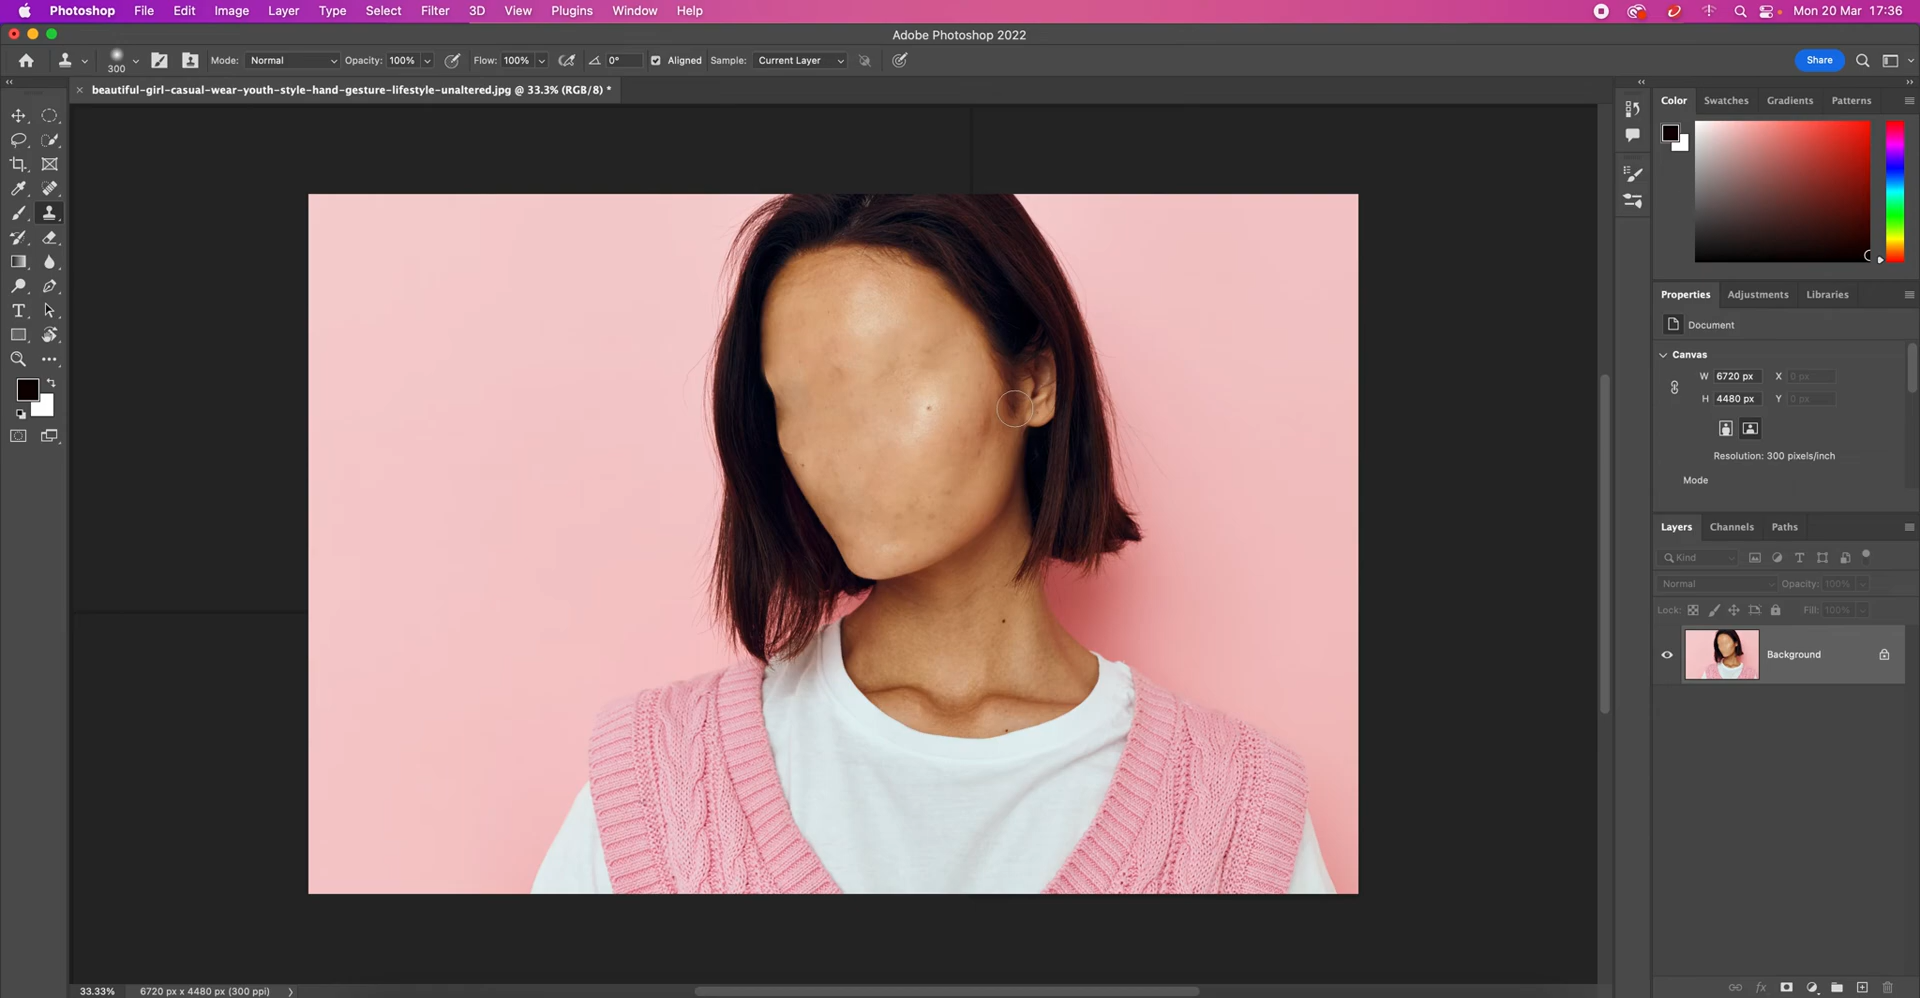 Photoshop File Edit Image Layer Type Select Filter 3D View Plugins Window Help Mon 20 Mar 17:36
Adobe Photoshop 2022
300 Mode: Normal Opacity: 100% Flow: 100% 0° Aligned Sample: Current Layer Share
beautiful-girl-casual-wear-youth-style-hand-gesture-lifestyle-unaltered.jpg @ 33.3% (RGB/8) *
Color Swatches Gradients Patterns
Properties Adjustments Libraries
Document
Canvas
W 6720 px X 0 px
H 4480 px Y 0 px
Resolution: 300 pixels/inch
Mode
Layers Channels Paths
Kind
Normal Opacity: 100%
Lock: Fill: 100%
Background
33.33% 6720 px x 4480 px (300 ppi)